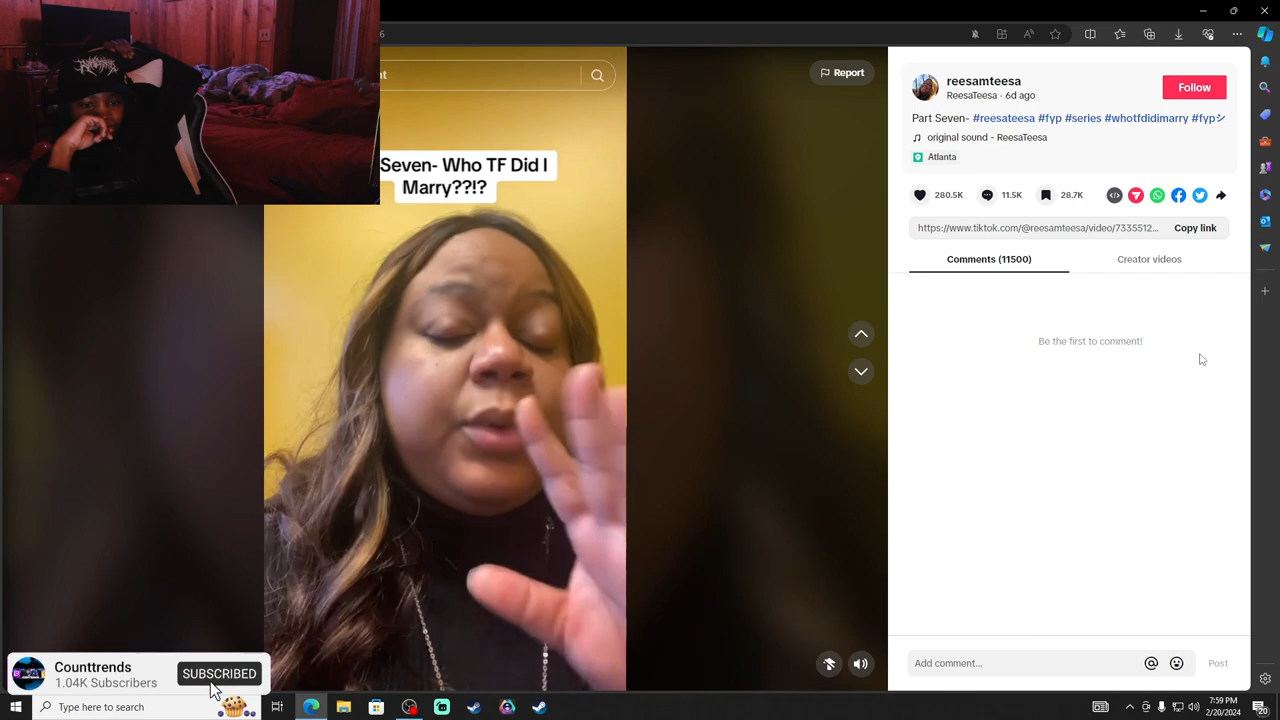 6
nt
Report
Seven- Who TF Did I
Marry??!?
reesamteesa
ReesaTeesa · 6d ago
Follow
Part Seven- #reesateesa #fyp #series #whotfdidimarry #fypシ
original sound - ReesaTeesa
Atlanta
280.5K
11.5K
28.7K
https://www.tiktok.com/@reesamteesa/video/7335512...
Copy link
Comments (11500)
Creator videos
Be the first to comment!
Add comment...
Post
Counttrends
1.04K Subscribers
SUBSCRIBED
Type here to search
7:59 PM
2/20/2024
20